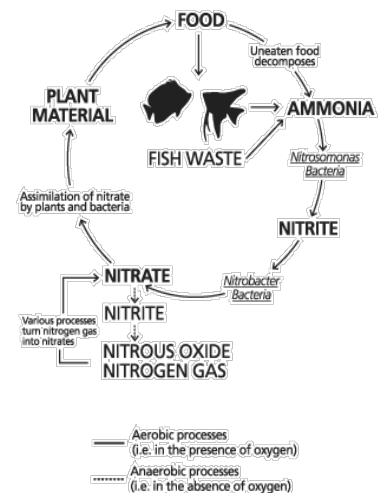 FOOD
Uneaten food
decomposes
PLANT
MATERIAL
AMMONIA
FISH WASTE
Nitrosomonas
Bacteria
Assimilation of nitrate
by plants and bacteria
NITRITE
NITRATE
Nitrobacter
Bacteria
NITRITE
Various processes
turn nitrogen gas
into nitrates
NITROUS OXIDE
NITROGEN GAS
Aerobic processes
(i.e. in the presence of oxygen)
Anaerobic processes
(i.e. in the absence of oxygen)